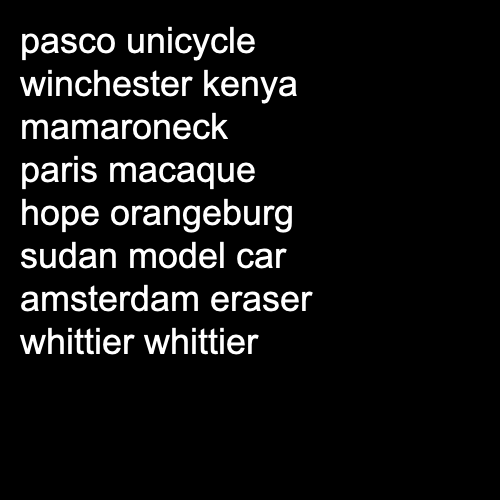 pasco unicycle
winchester kenya
mamaroneck
paris macaque
hope orangeburg
sudan model car
amsterdam eraser
whittier whittier